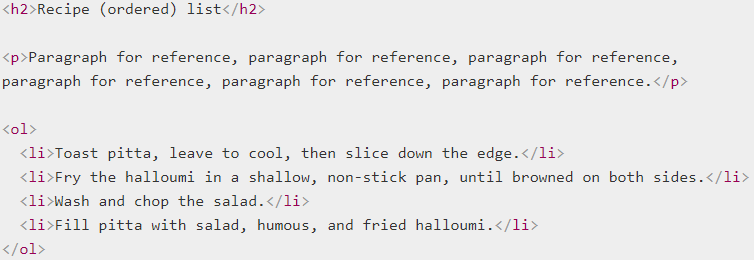 <h2>Recipe (ordered) list</h2>
<p>Paragraph for reference, paragraph for reference, paragraph for reference,
paragraph for reference, paragraph for reference, paragraph for reference.</p>
<ol>
<li>Toast pitta, leave to cool, then slice down the edge.</li>
<li>Fry the halloumi in a shallow, non-stick pan, until browned on both sides.</li>
<li>Wash and chop the salad.</li>
<li>Fill pitta with salad, humous, and fried halloumi.</li>
</ol>